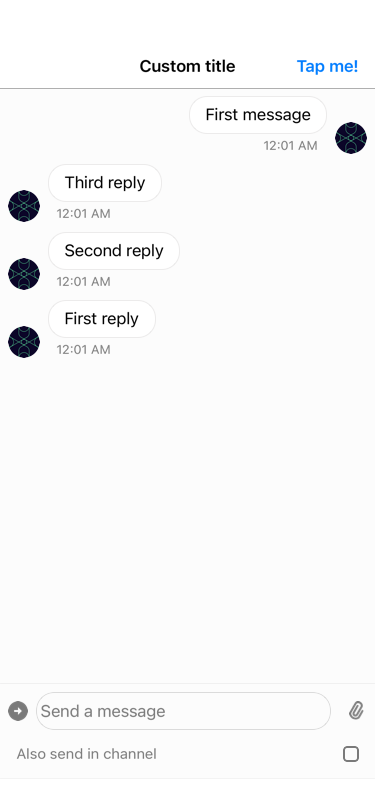 Custom title
Tap me!
First message
12:01 AM
Third reply
12:01 AM
Second reply
12:01 AM
First reply
12:01 AM
Send a message
Also send in channel